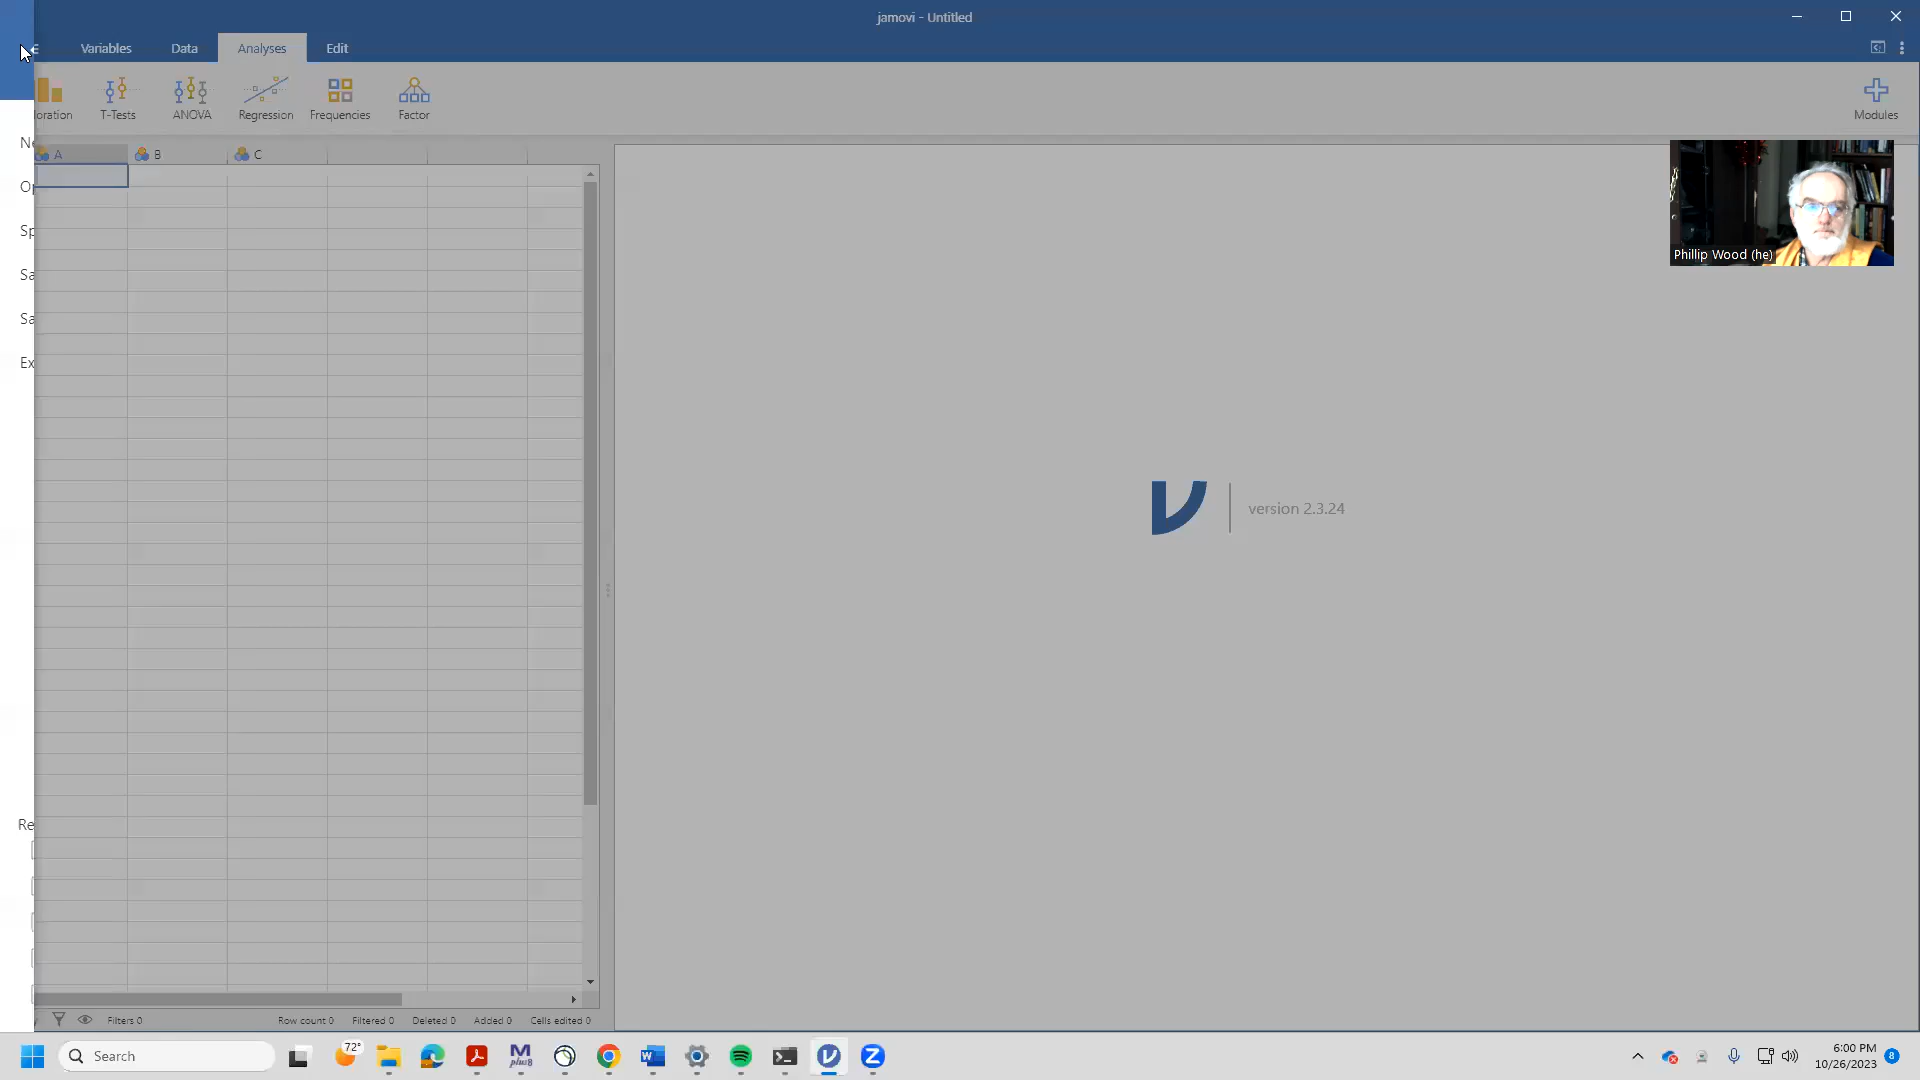 jamovi - Untitled
Variables Data Analyses Edit
T-Tests ANOVA Regression Frequencies Factor Modules
A B C
Phillip Wood (he)
version 2.3.24
Filters 0 Row count 0 Filtered 0 Deleted 0 Added 0 Cells edited 0
Search 72° M plus8 6:00 PM
10/26/2023 8